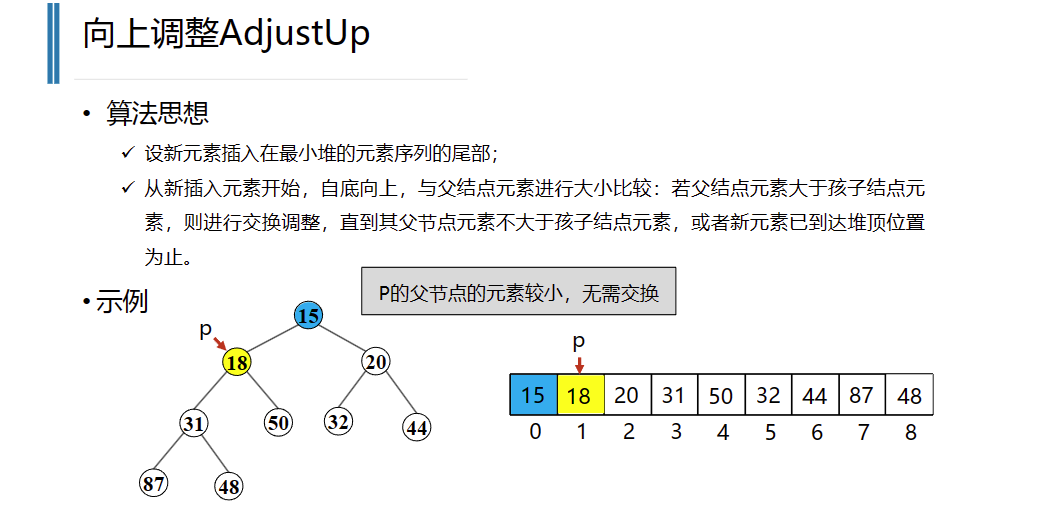 向上调整AdjustUp
• 算法思想
✓ 设新元素插入在最小堆的元素序列的尾部；
✓ 从新插入元素开始，自底向上，与父结点元素进行大小比较：若父结点元素大于孩子结点元
素，则进行交换调整，直到其父节点元素不大于孩子结点元素，或者新元素已到达堆顶位置
为止。
P的父节点的元素较小，无需交换
• 示例
15
p
18
20
31
50
32
44
87
48
p
15 18 20 31 50 32 44 87 48
0 1 2 3 4 5 6 7 8